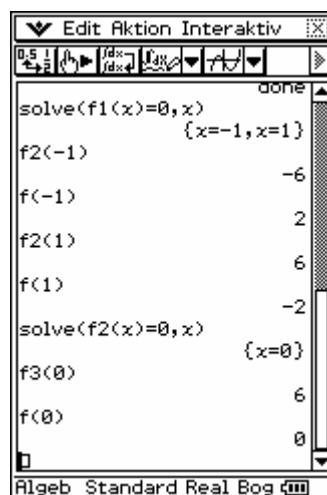 Edit Aktion Interaktiv
done
solve(f1(x)=0,x)
{x=-1,x=1}
f2(-1)
-6
f(-1)
2
f2(1)
6
f(1)
-2
solve(f2(x)=0,x)
{x=0}
f3(0)
6
f(0)
0
Algeb Standard Real Bog